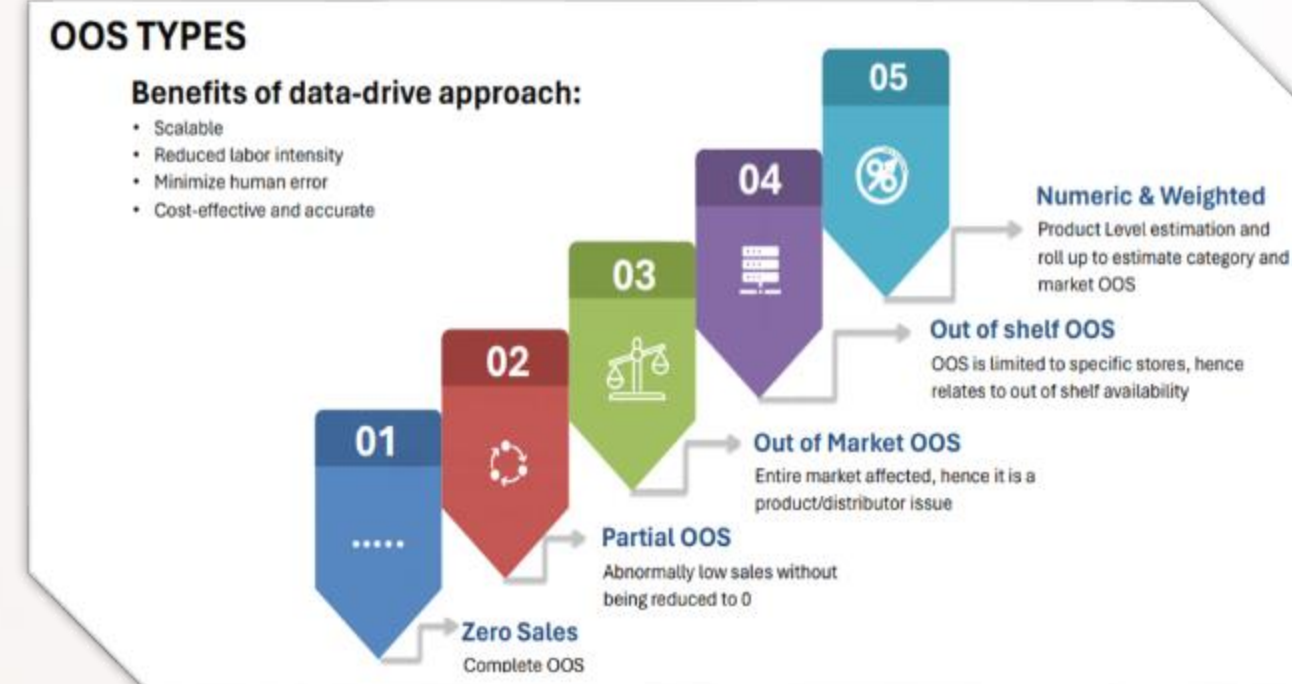 OOS TYPES
Benefits of data-drive approach:
• Scalable
• Reduced labor intensity
• Minimize human error
• Cost-effective and accurate
05
Numeric & Weighted
Product Level estimation and
roll up to estimate category and
market OOS
04
Out of shelf OOS
OOS is limited to specific stores, hence
relates to out of shelf availability
03
Out of Market OOS
Entire market affected, hence it is a
product/distributor issue
02
Partial OOS
Abnormally low sales without
being reduced to 0
01
Zero Sales
Complete OOS